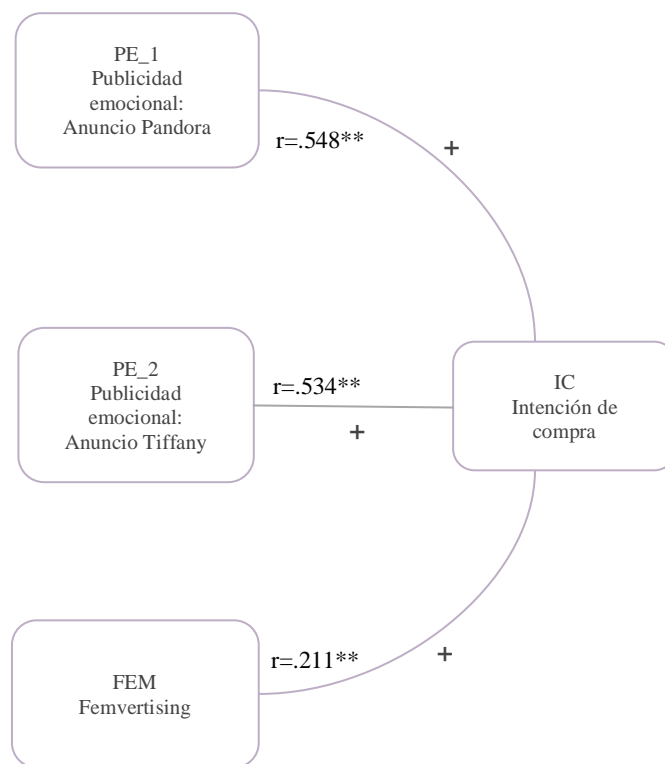 PE_1
Publicidad
emocional:
Anuncio Pandora
r=.548**
+
PE_2
Publicidad
emocional:
Anuncio Tiffany
r=.534**
+
IC
Intención de
compra
FEM
Femvertising
r=.211**
+